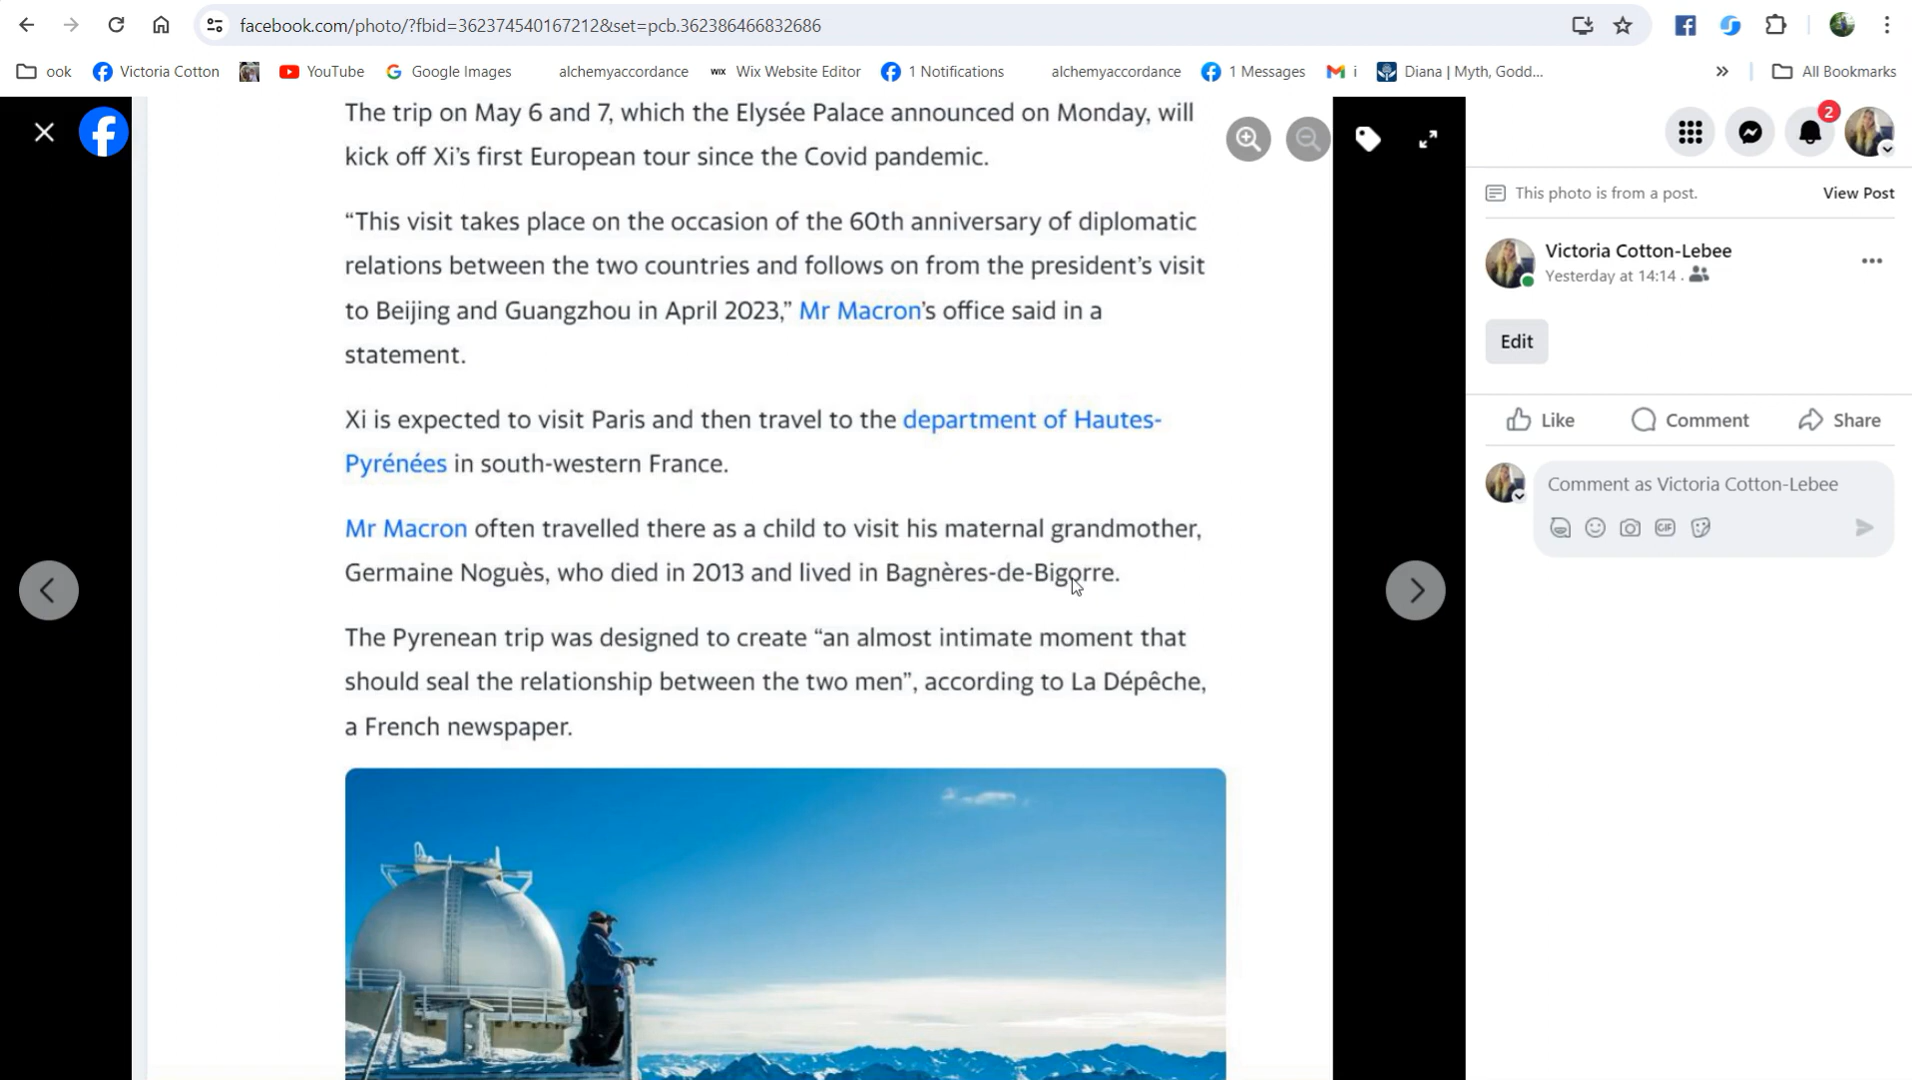 facebook.com/photo/?fbid=362374540167212&set=pcb.362386466832686
ook
Victoria Cotton
YouTube
Google Images
alchemyaccordance
WIX Wix Website Editor
1 Notifications
alchemyaccordance
1 Messages
i
Diana | Myth, Godd...
»
All Bookmarks
The trip on May 6 and 7, which the Elysée Palace announced on Monday, will
kick off Xi’s first European tour since the Covid pandemic.
“This visit takes place on the occasion of the 60th anniversary of diplomatic
relations between the two countries and follows on from the president’s visit
to Beijing and Guangzhou in April 2023,” Mr Macron’s office said in a
statement.
Xi is expected to visit Paris and then travel to the department of Hautes-
Pyrénées in south-western France.
Mr Macron often travelled there as a child to visit his maternal grandmother,
Germaine Noguès, who died in 2013 and lived in Bagnères-de-Bigorre.
The Pyrenean trip was designed to create “an almost intimate moment that
should seal the relationship between the two men”, according to La Dépêche,
a French newspaper.
2
This photo is from a post.
View Post
Victoria Cotton-Lebee
Yesterday at 14:14 ·
Edit
Like
Comment
Share
Comment as Victoria Cotton-Lebee
GIF